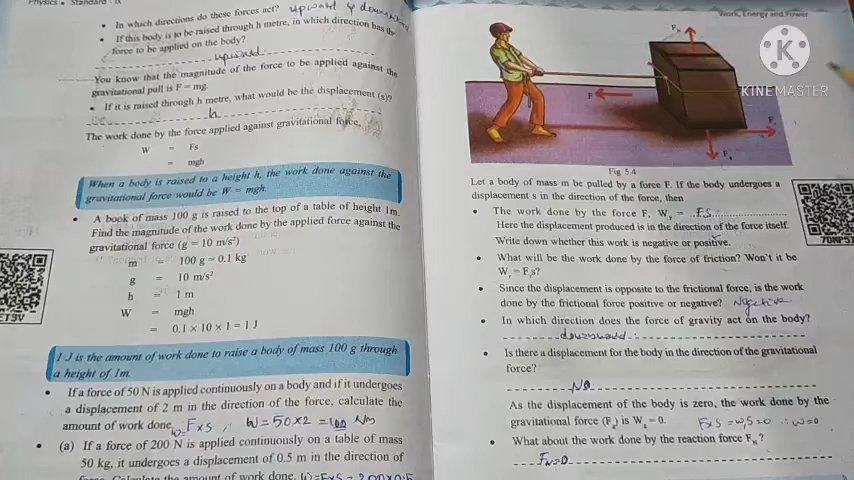 Physics - Standard - IX
• In which directions do these forces act? upward & downward
• If this body is to be raised through h metre, in which direction has the
force to be applied on the body?
upward
You know that the magnitude of the force to be applied against the
gravitational pull is F = mg.
• If it is raised through h metre, what would be the displacement (s)?
h
The work done by the force applied against gravitational force,
W = Fs
= mgh
When a body is raised to a height h, the work done against the
gravitational force would be W = mgh.
• A book of mass 100 g is raised to the top of a table of height 1m.
Find the magnitude of the work done by the applied force against the
gravitational force (g = 10 m/s²)
m = 100 g = 0.1 kg
g = 10 m/s²
h = 1 m
W = mgh
= 0.1 × 10 × 1 = 1 J
1 J is the amount of work done to raise a body of mass 100 g through
a height of 1m.
• If a force of 50 N is applied continuously on a body and if it undergoes
a displacement of 2 m in the direction of the force, calculate the
amount of work done. W=F×S, W=50×2=100 Nm
• (a) If a force of 200 N is applied continuously on a table of mass
50 kg, it undergoes a displacement of 0.5 m in the direction of
force. Calculate the amount of work done. W=F×S = 200×0.5
ET3V
Work, Energy and Power
KINEMASTER
F_N
F
F_f
F_g
Fig 5.4
Let a body of mass m be pulled by a force F. If the body undergoes a
displacement s in the direction of the force, then
• The work done by the force F, W_F = FS
Here the displacement produced is in the direction of the force itself.
Write down whether this work is negative or positive.
• What will be the work done by the force of friction? Won't it be
W_f = F_f s?
• Since the displacement is opposite to the frictional force, is the work
done by the frictional force positive or negative? Negative
• In which direction does the force of gravity act on the body?
downward
• Is there a displacement for the body in the direction of the gravitational
force?
NO
As the displacement of the body is zero, the work done by the
gravitational force (F_g) is W_g = 0. F×S = W, S=0 ∴W=0
• What about the work done by the reaction force F_N?
F_N=0